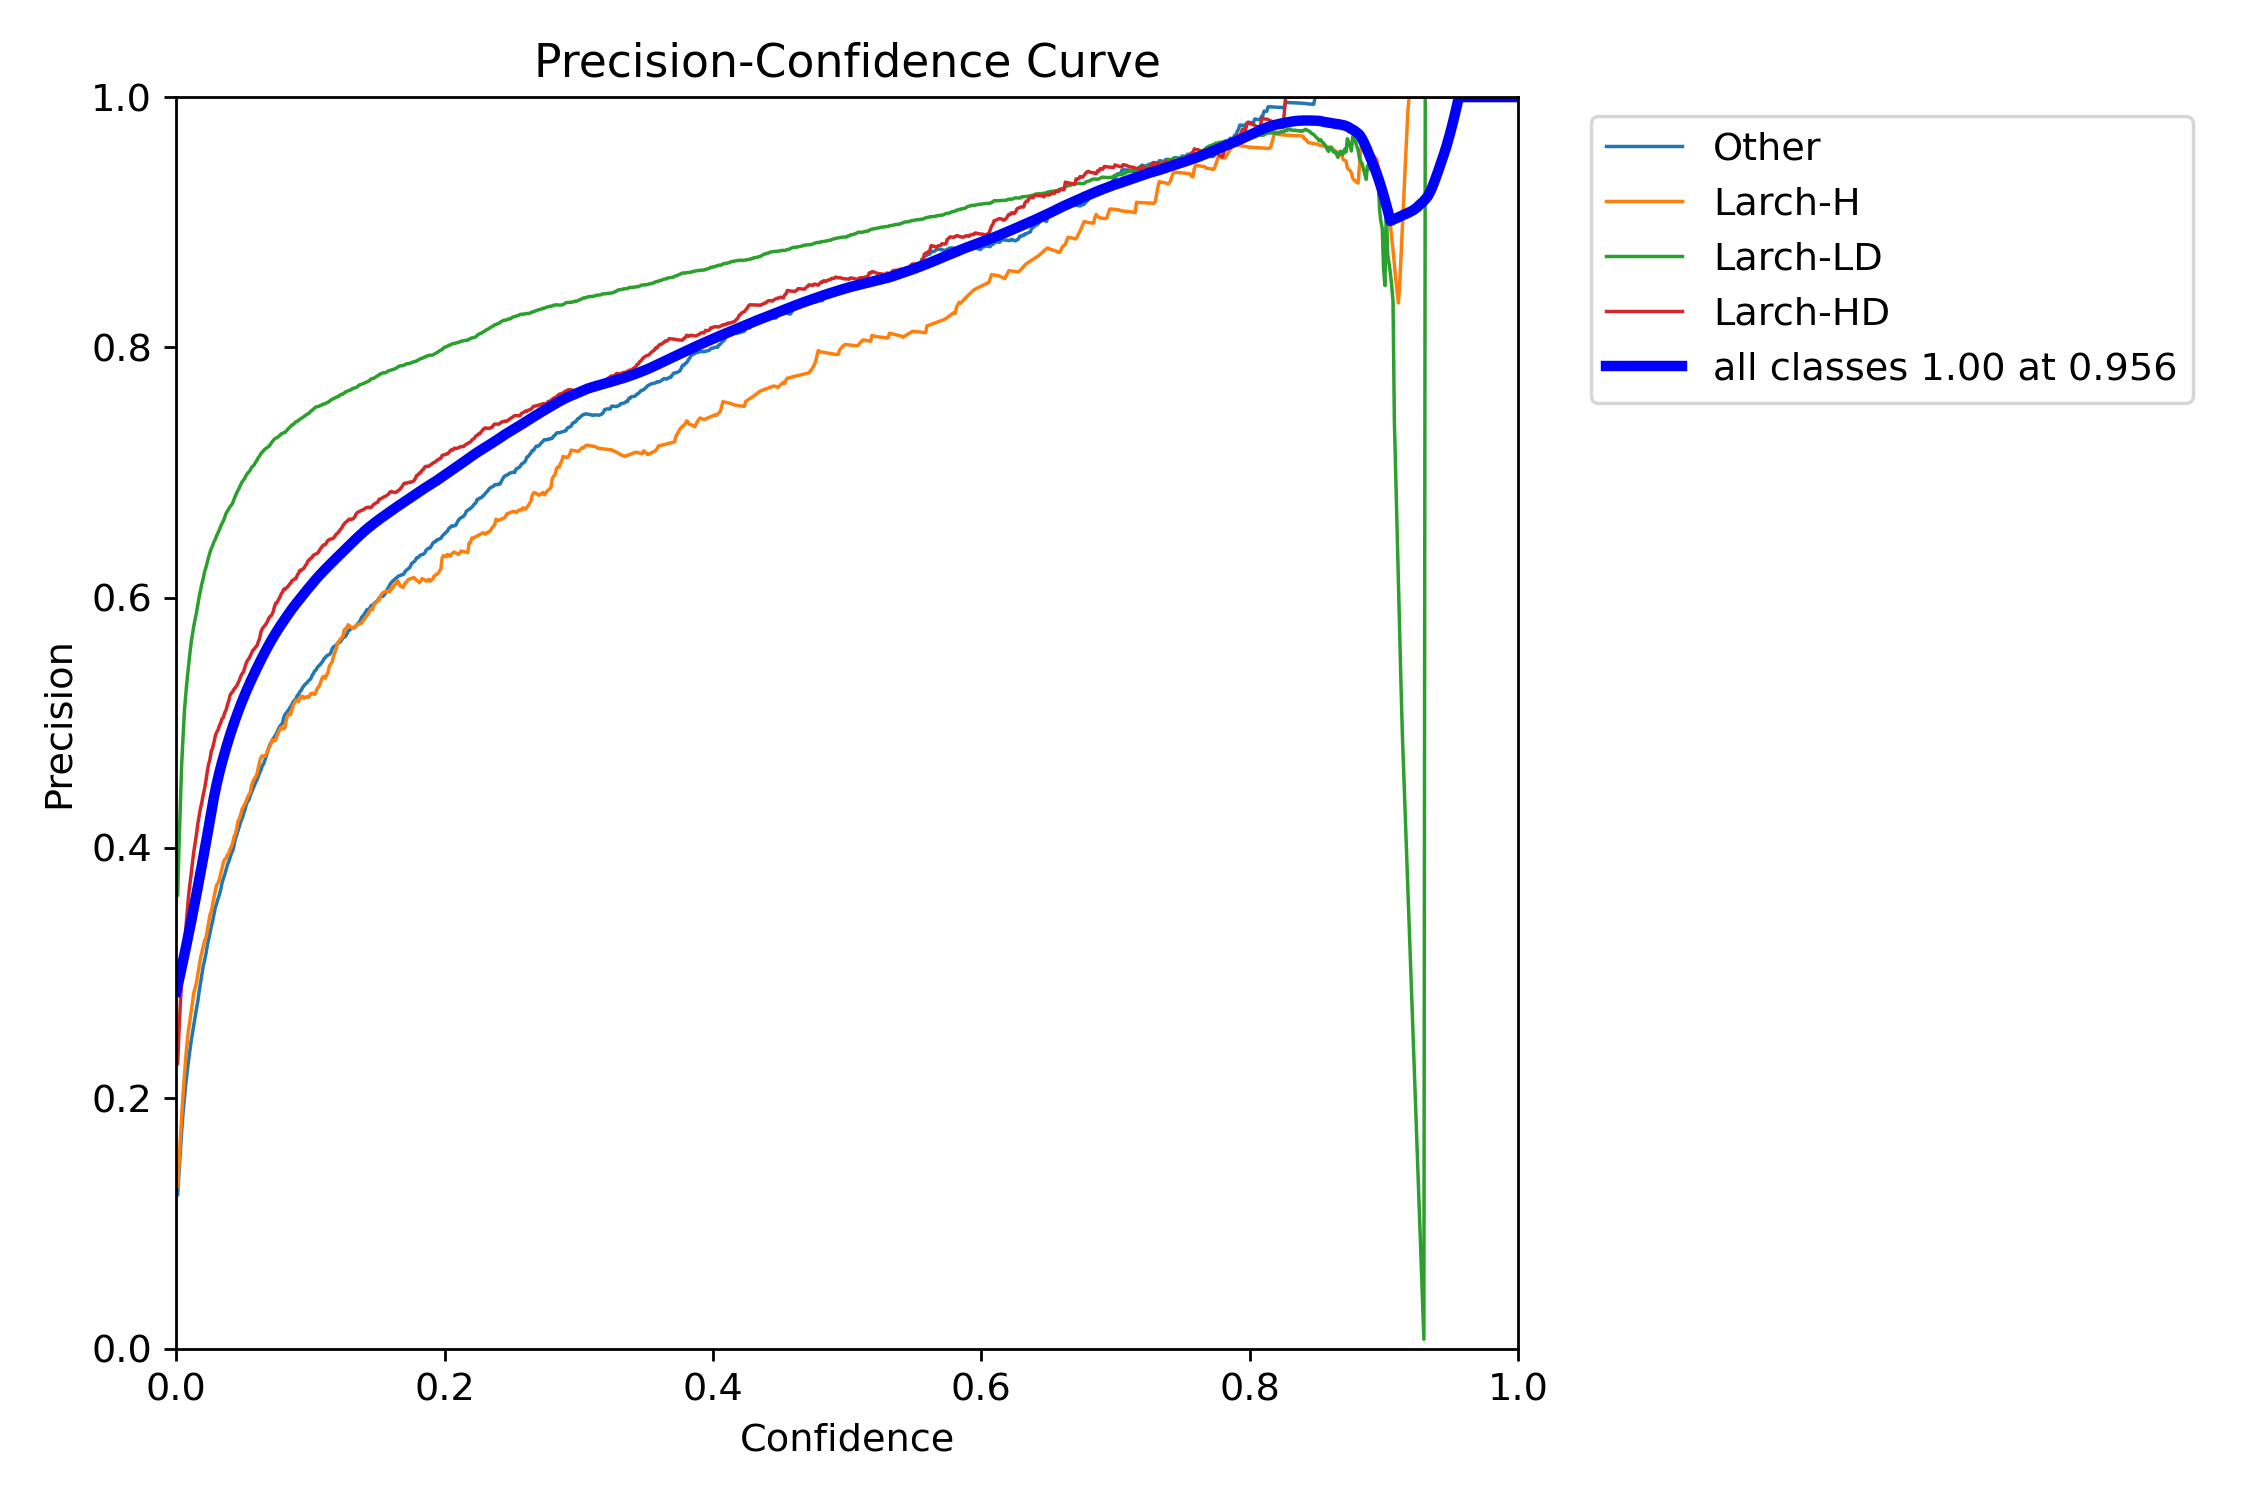 Precision-Confidence Curve
1.0
0.8
0.6
0.4
0.2
0.0
Precision
0.0 0.2 0.4 0.6 0.8 1.0
Confidence
Other
Larch-H
Larch-LD
Larch-HD
all classes 1.00 at 0.956